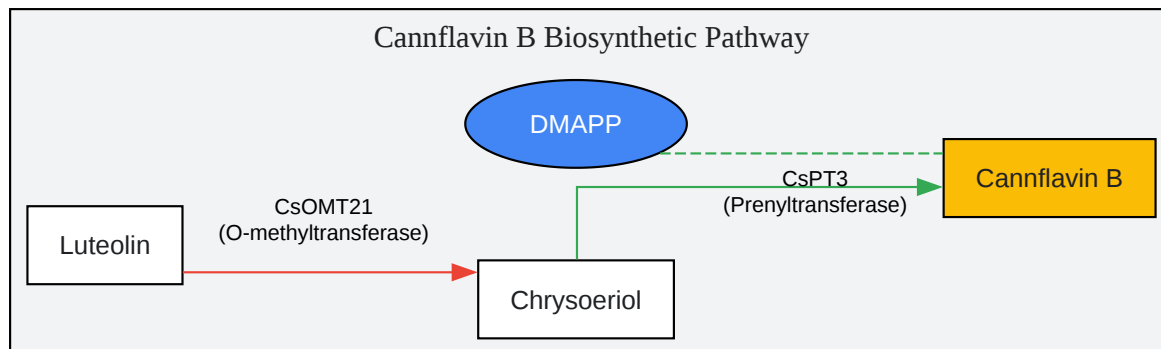 Cannflavin B Biosynthetic Pathway
DMAPP
CsPT3
(Prenyltransferase)
Cannflavin B
CsOMT21
(O-methyltransferase)
Luteolin
Chrysoeriol